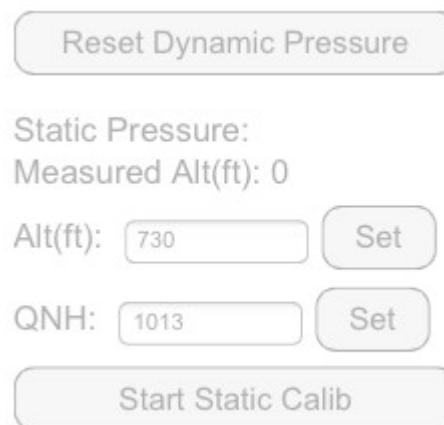 Reset Dynamic Pressure
Static Pressure:
Measured Alt(ft): 0
Alt(ft): 730 Set
QNH: 1013 Set
Start Static Calib